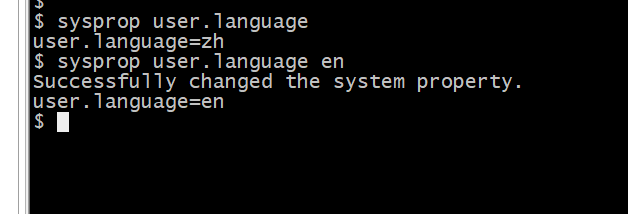 $
$ sysprop user.language
user.language=zh
$ sysprop user.language en
Successfully changed the system property.
user.language=en
$